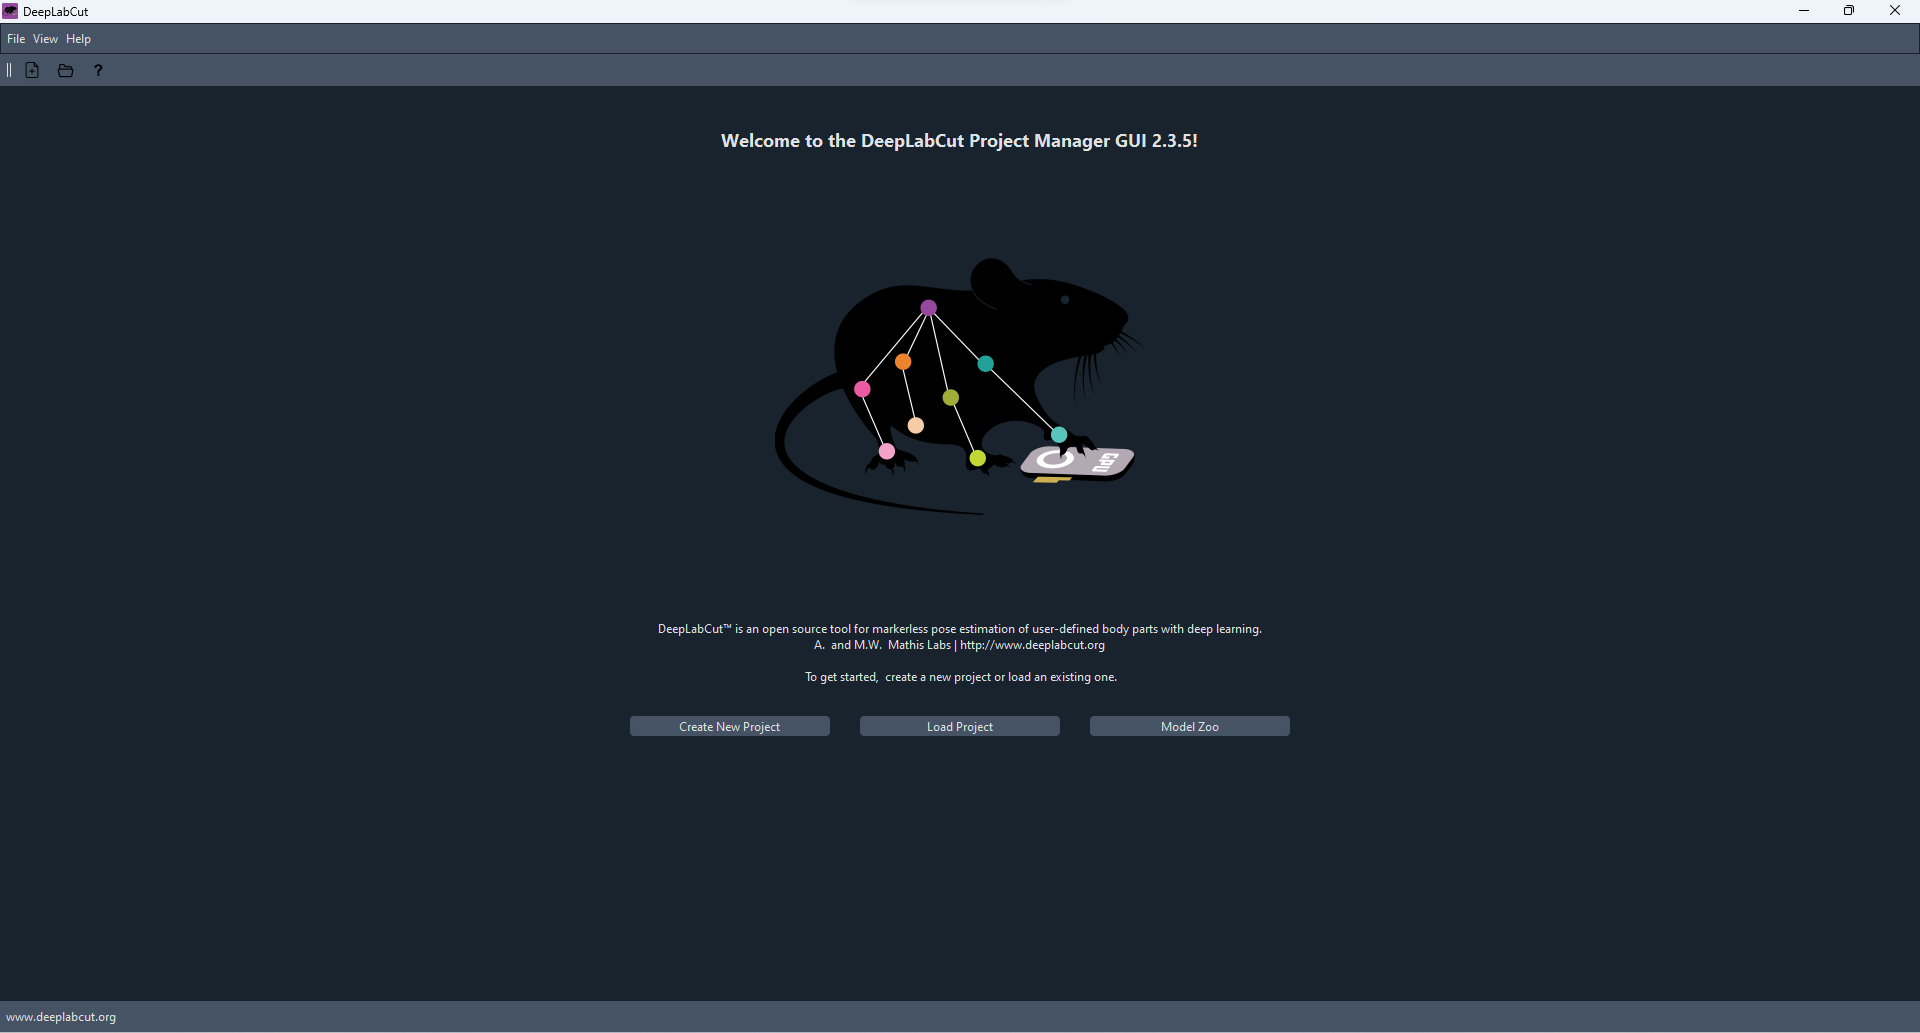 DeepLabCut
File View Help
?
Welcome to the DeepLabCut Project Manager GUI 2.3.5!
GPU
DeepLabCut™ is an open source tool for markerless pose estimation of user-defined body parts with deep learning.
A. and M.W. Mathis Labs | http://www.deeplabcut.org
To get started, create a new project or load an existing one.
Create New Project
Load Project
Model Zoo
www.deeplabcut.org